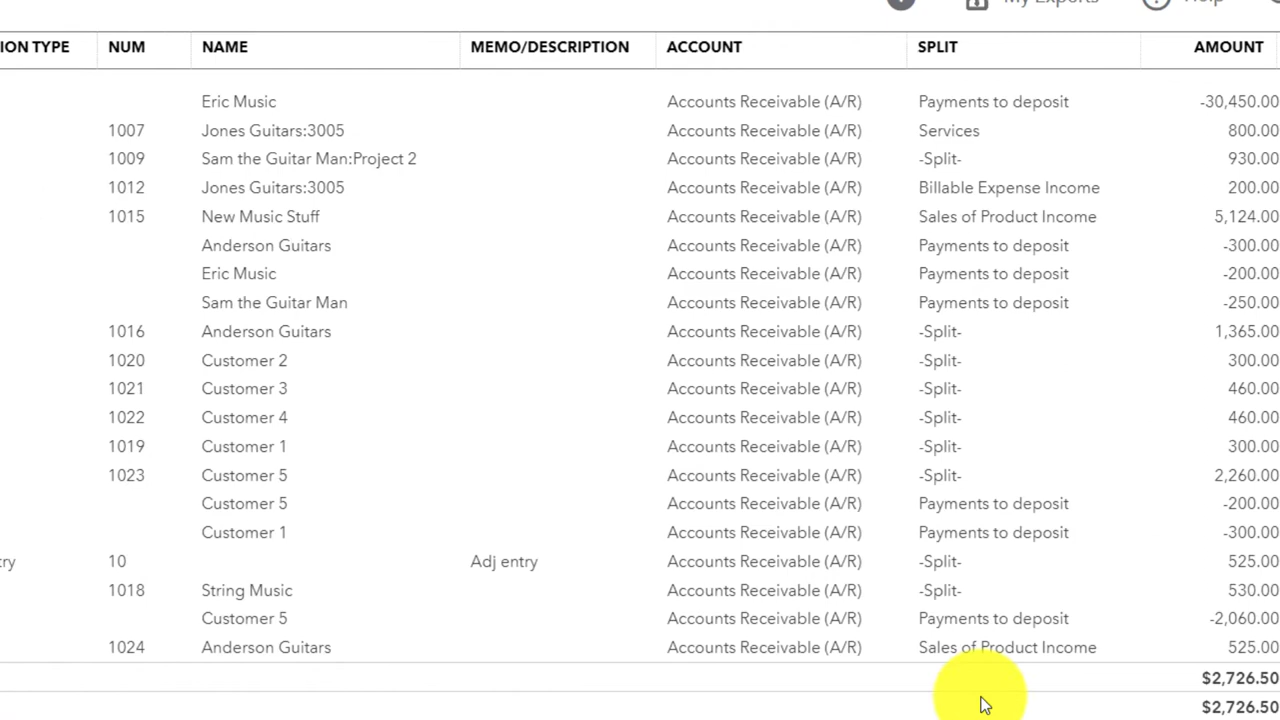 My Exports Help
ION TYPE NUM NAME MEMO/DESCRIPTION ACCOUNT SPLIT AMOUNT
Eric Music Accounts Receivable (A/R) Payments to deposit -30,450.00
1007 Jones Guitars:3005 Accounts Receivable (A/R) Services 800.00
1009 Sam the Guitar Man:Project 2 Accounts Receivable (A/R) -Split- 930.00
1012 Jones Guitars:3005 Accounts Receivable (A/R) Billable Expense Income 200.00
1015 New Music Stuff Accounts Receivable (A/R) Sales of Product Income 5,124.00
Anderson Guitars Accounts Receivable (A/R) Payments to deposit -300.00
Eric Music Accounts Receivable (A/R) Payments to deposit -200.00
Sam the Guitar Man Accounts Receivable (A/R) Payments to deposit -250.00
1016 Anderson Guitars Accounts Receivable (A/R) -Split- 1,365.00
1020 Customer 2 Accounts Receivable (A/R) -Split- 300.00
1021 Customer 3 Accounts Receivable (A/R) -Split- 460.00
1022 Customer 4 Accounts Receivable (A/R) -Split- 460.00
1019 Customer 1 Accounts Receivable (A/R) -Split- 300.00
1023 Customer 5 Accounts Receivable (A/R) -Split- 2,260.00
Customer 5 Accounts Receivable (A/R) Payments to deposit -200.00
Customer 1 Accounts Receivable (A/R) Payments to deposit -300.00
ry 10 Adj entry Accounts Receivable (A/R) -Split- 525.00
1018 String Music Accounts Receivable (A/R) -Split- 530.00
Customer 5 Accounts Receivable (A/R) Payments to deposit -2,060.00
1024 Anderson Guitars Accounts Receivable (A/R) Sales of Product Income 525.00
$2,726.50
$2,726.50